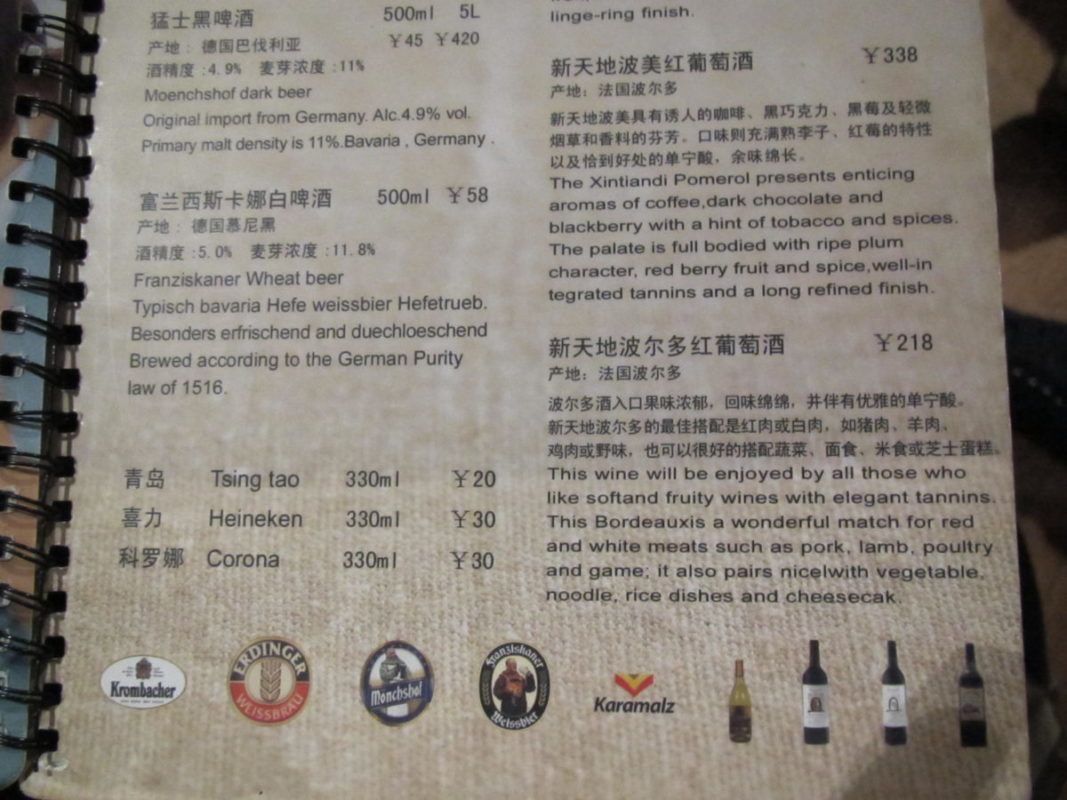 猛士黑啤酒 500ml 5L
产地：德国巴伐利亚 ￥45 ￥420
酒精度:4.9% 麦芽浓度:11%
Moenchshof dark beer
Original import from Germany. Alc.4.9% vol.
Primary malt density is 11%.Bavaria , Germany .
富兰西斯卡娜白啤酒 500ml ￥58
产地：德国慕尼黑
酒精度:5.0% 麦芽浓度:11.8%
Franziskaner Wheat beer
Typisch bavaria Hefe weissbier Hefetrueb.
Besonders erfrischend and duechloeschend
Brewed according to the German Purity
law of 1516.
青岛 Tsing tao 330ml ￥20
喜力 Heineken 330ml ￥30
科罗娜 Corona 330ml ￥30
linge-ring finish.
新天地波美红葡萄酒 ￥338
产地：法国波尔多
新天地波美具有诱人的咖啡、黑巧克力、黑莓及轻微
烟草和香料的芬芳。口味则充满熟李子、红莓的特性
以及恰到好处的单宁酸，余味绵长。
The Xintiandi Pomerol presents enticing
aromas of coffee,dark chocolate and
blackberry with a hint of tobacco and spices.
The palate is full bodied with ripe plum
character, red berry fruit and spice,well-in
tegrated tannins and a long refined finish.
新天地波尔多红葡萄酒 ￥218
产地：法国波尔多
波尔多酒入口果味浓郁，回味绵绵，并伴有优雅的单宁酸。
新天地波尔多的最佳搭配是红肉或白肉，如猪肉、羊肉、
鸡肉或野味，也可以很好的搭配蔬菜、面食、米食或芝士蛋糕。
This wine will be enjoyed by all those who
like softand fruity wines with elegant tannins.
This Bordeauxis a wonderful match for red
and white meats such as pork, lamb, poultry
and game; it also pairs nicelwith vegetable,
noodle, rice dishes and cheesecak.
Krombacher
ERDINGER
WEISSBRÄU
Mönchshof
Franziskaner
Weissbier
Karamalz